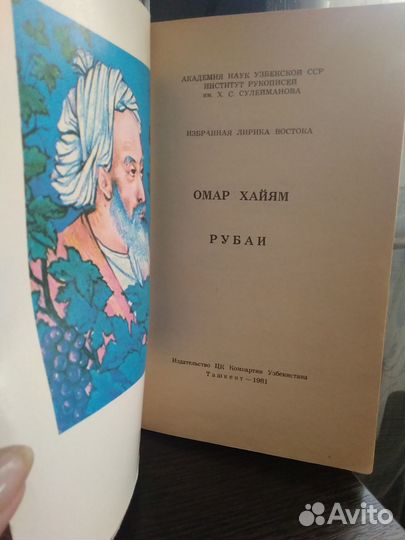 АКАДЕМИЯ НАУК УЗБЕКСКОЙ ССР
ИНСТИТУТ РУКОПИСЕЙ
им. Х. С. СУЛЕЙМАНОВА
ИЗБРАННАЯ ЛИРИКА ВОСТОКА
ОМАР ХАЙЯМ
РУБАИ
Издательство ЦК Компартии Узбекистана
Ташкент — 1981
Avito